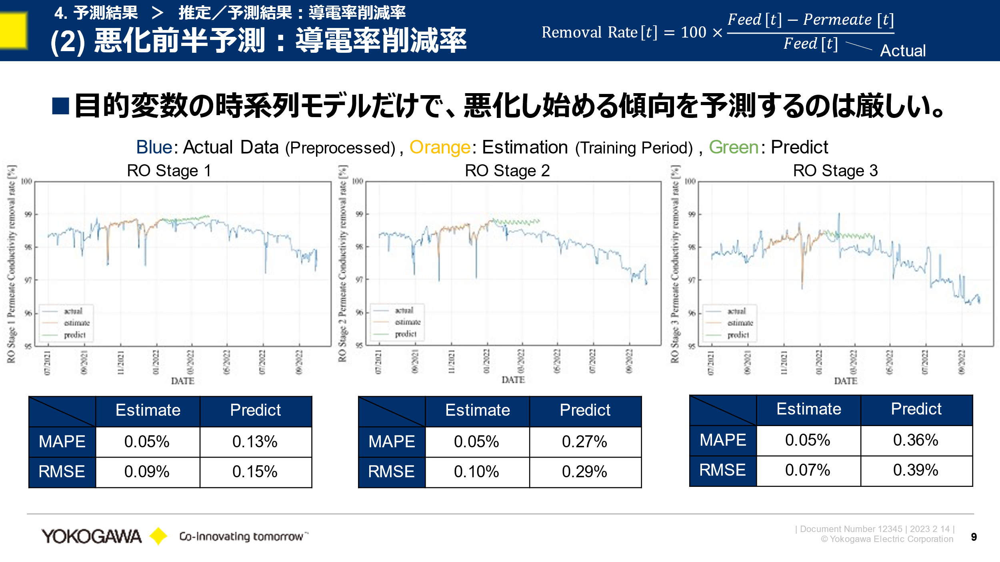 4. 予測結果　＞　推定／予測結果：導電率削減率
(2) 悪化前半予測：導電率削減率
Removal Rate[t] = 100 × Feed [t] − Permeate [t] / Feed [t]
Actual
■目的変数の時系列モデルだけで、悪化し始める傾向を予測するのは厳しい。
Blue: Actual Data (Preprocessed) , Orange: Estimation (Training Period) , Green: Predict
RO Stage 1
RO Stage 1 Permeate Conductivity removal rate [%]
100
99
98
97
96
95
actual
estimate
predict
07/2021 09/2021 11/2021 01/2022 03/2022 05/2022 07/2022 09/2022
DATE
RO Stage 2
RO Stage 2 Permeate Conductivity removal rate [%]
100
99
98
97
96
95
actual
estimate
predict
07/2021 09/2021 11/2021 01/2022 03/2022 05/2022 07/2022 09/2022
DATE
RO Stage 3
RO Stage 3 Permeate Conductivity removal rate [%]
100
99
98
97
96
95
actual
estimate
predict
07/2021 09/2021 11/2021 01/2022 03/2022 05/2022 07/2022 09/2022
DATE
Estimate Predict
MAPE 0.05% 0.13%
RMSE 0.09% 0.15%
Estimate Predict
MAPE 0.05% 0.27%
RMSE 0.10% 0.29%
Estimate Predict
MAPE 0.05% 0.36%
RMSE 0.07% 0.39%
YOKOGAWA Co-innovating tomorrow™
| Document Number 12345 | 2023 2 14 |
© Yokogawa Electric Corporation
9